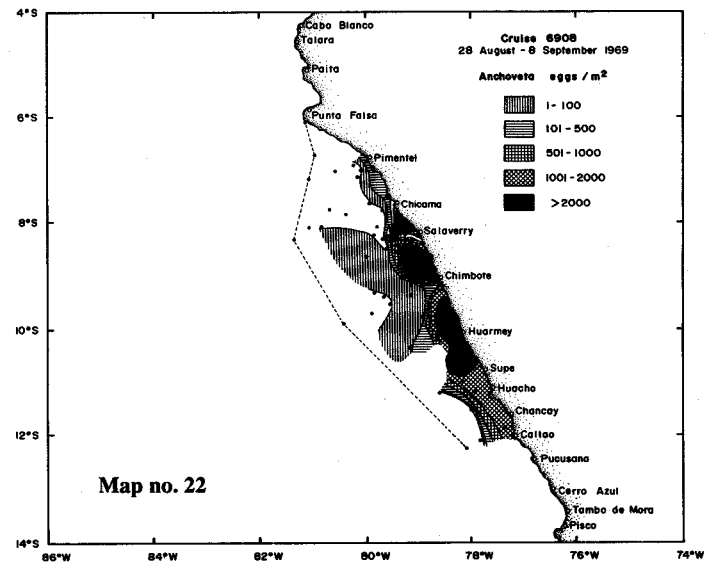 4°S
Cabo Blanco
Talara
Paita
6°S
Punta Falsa
Pimentel
Chicama
8°S
Salaverry
Chimbote
10°S
Huarmey
Supe
Huacho
Chancay
12°S
Callao
Pucusana
Cerro Azul
Tambo de Mora
Pisco
14°S
86°W
84°W
82°W
80°W
78°W
76°W
74°W
Cruise 6908
28 August - 8 September 1969
Anchoveta eggs / m²
1 - 100
101 - 500
501 - 1000
1001 - 2000
>2000
Map no. 22